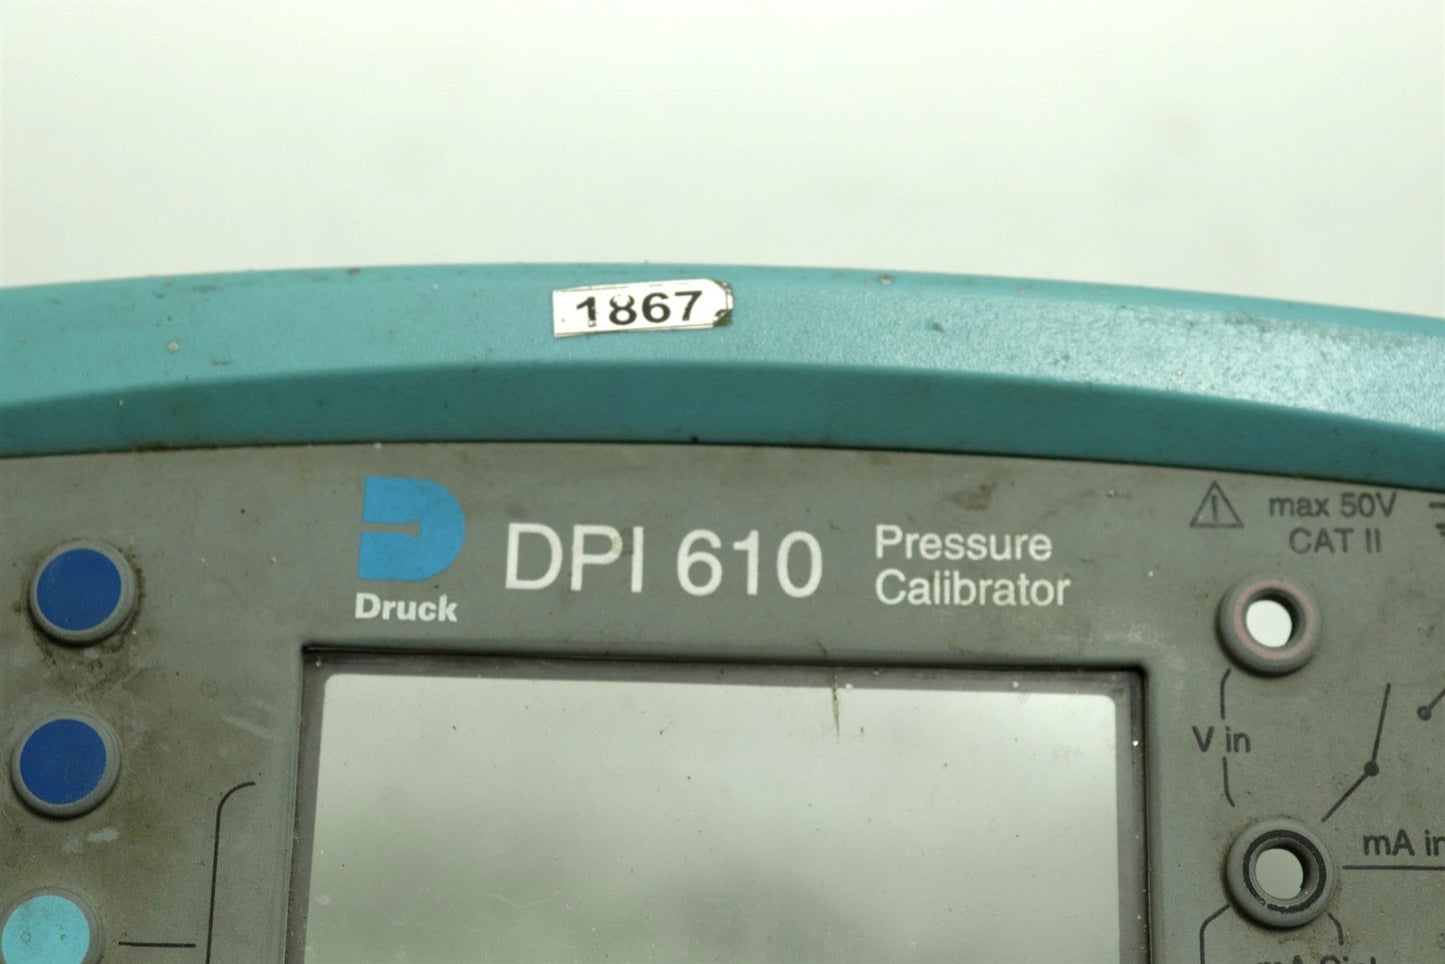 1867
Druck
DPI 610
Pressure
Calibrator
max 50V
CAT II
V in
mA in